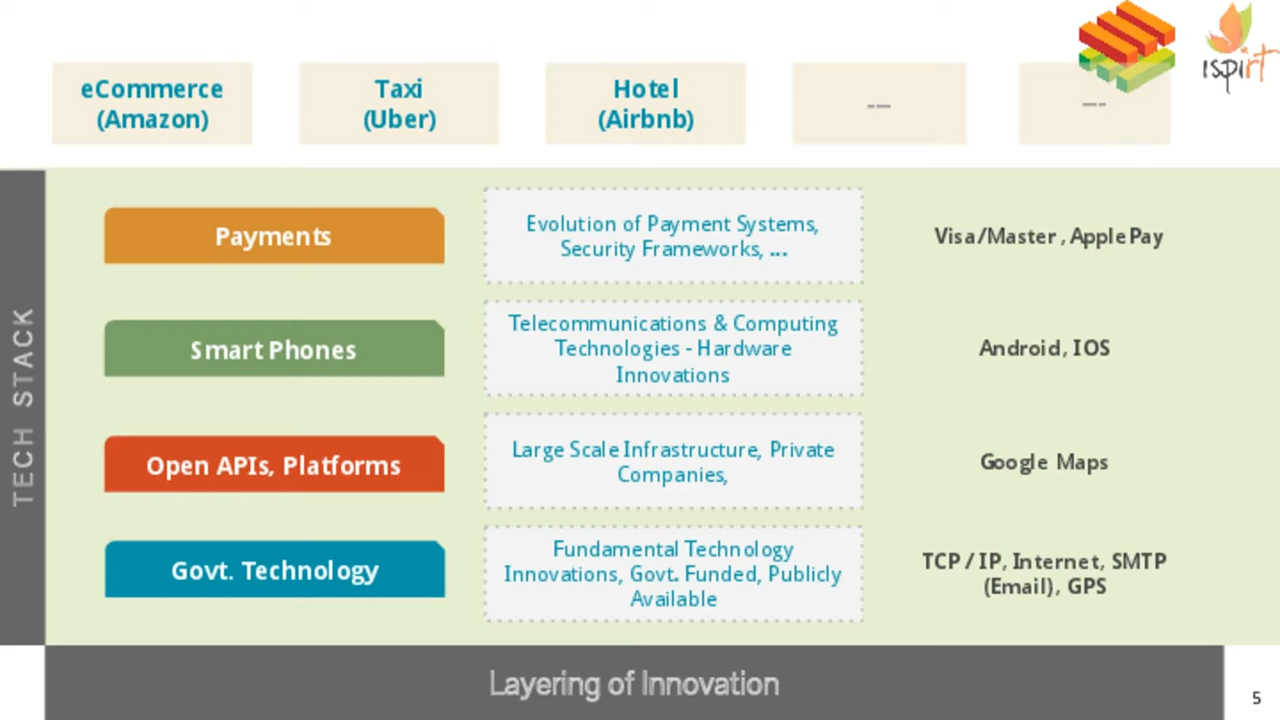 ispirt
eCommerce
(Amazon)
Taxi
(Uber)
Hotel
(Airbnb)
---
---
TECH STACK
Payments
Evolution of Payment Systems,
Security Frameworks, ...
Visa/Master , Apple Pay
Smart Phones
Telecommunications & Computing
Technologies - Hardware
Innovations
Android, IOS
Open APIs, Platforms
Large Scale Infrastructure, Private
Companies,
Google Maps
Govt. Technology
Fundamental Technology
Innovations, Govt. Funded, Publicly
Available
TCP / IP, Internet, SMTP
(Email), GPS
Layering of Innovation
5